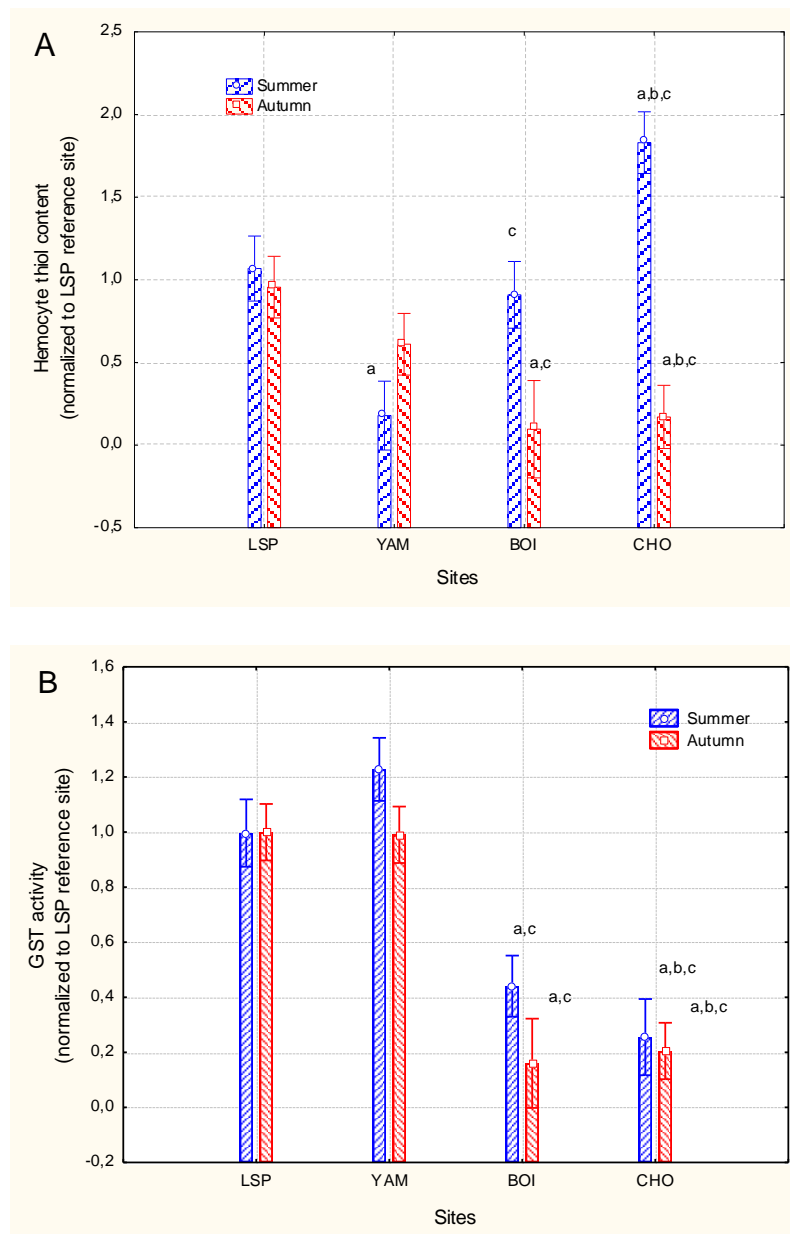 A
Hemocyte thiol content
(normalized to LSP reference site)
2,5
2,0
1,5
1,0
0,5
0,0
-0,5
Summer
Autumn
a
c
a,c
a,b,c
a,b,c
LSP YAM BOI CHO
Sites
B
GST activity
(normalized to LSP reference site)
1,6
1,4
1,2
1,0
0,8
0,6
0,4
0,2
0,0
-0,2
Summer
Autumn
a,c
a,c
a,b,c
a,b,c
LSP YAM BOI CHO
Sites